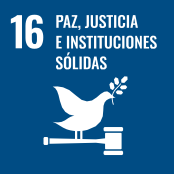 16 PAZ, JUSTICIA
E INSTITUCIONES
SÓLIDAS